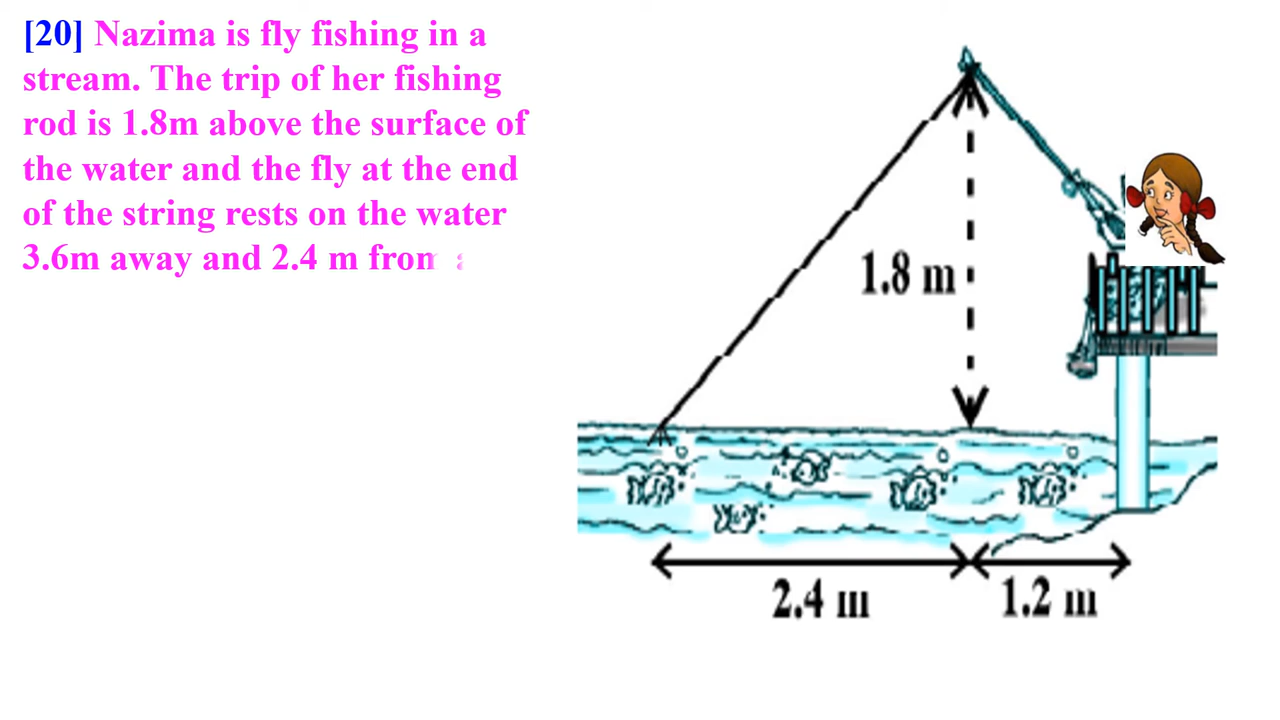 [20] Nazima is fly fishing in a
stream. The trip of her fishing
rod is 1.8m above the surface of
the water and the fly at the end
of the string rests on the water
3.6m away and 2.4 m from
1.8 m
2.4 m
1.2 m